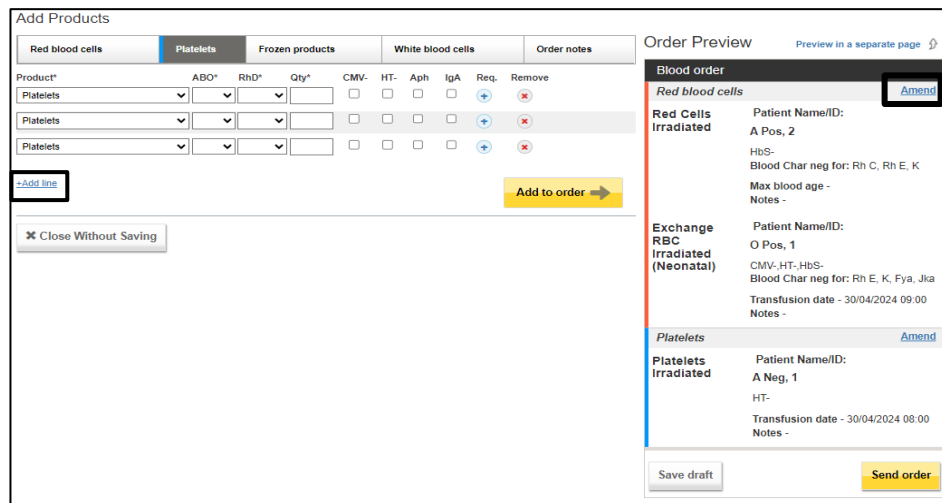 Add Products
Red blood cells Platelets Frozen products White blood cells Order notes
Product* ABO* RhD* Qty* CMV- HT- Aph IgA Req. Remove
Platelets
Platelets
Platelets
+Add line
Add to order
Close Without Saving
Order Preview Preview in a separate page
Blood order
Red blood cells Amend
Red Cells Irradiated Patient Name/ID:
A Pos, 2
HbS-
Blood Char neg for: Rh C, Rh E, K
Max blood age -
Notes -
Exchange RBC Irradiated (Neonatal) Patient Name/ID:
O Pos, 1
CMV-,HT-,HbS-
Blood Char neg for: Rh E, K, Fya, Jka
Transfusion date - 30/04/2024 09:00
Notes -
Platelets Amend
Platelets Irradiated Patient Name/ID:
A Neg, 1
HT-
Transfusion date - 30/04/2024 08:00
Notes -
Save draft Send order